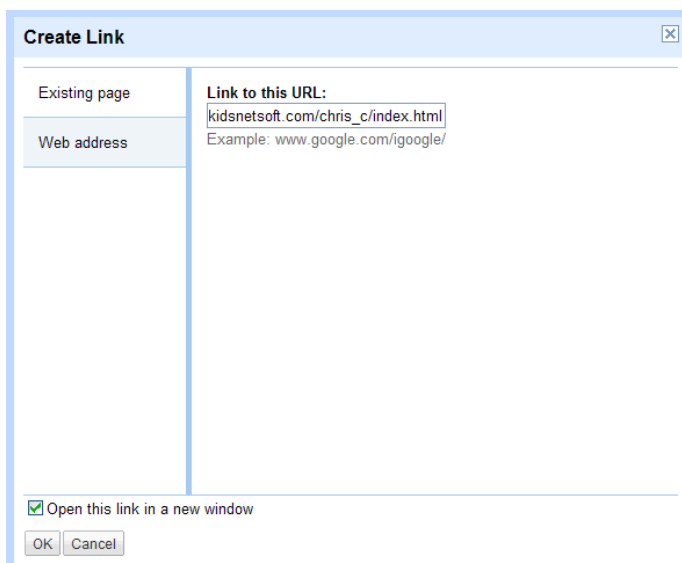 Create Link
Existing page
Web address
Link to this URL:
kidsnetsoft.com/chris_c/index.html
Example: www.google.com/igoogle/
Open this link in a new window
OK Cancel